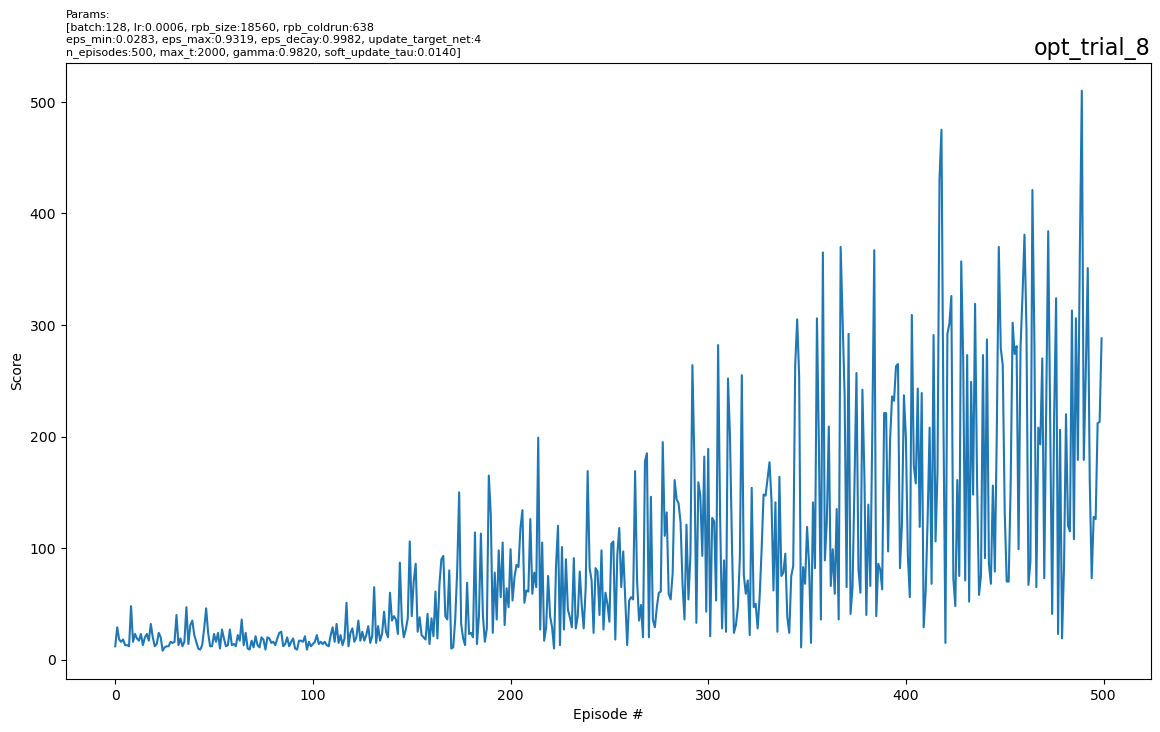 Params:
[batch:128, lr:0.0006, rpb_size:18560, rpb_coldrun:638
eps_min:0.0283, eps_max:0.9319, eps_decay:0.9982, update_target_net:4
n_episodes:500, max_t:2000, gamma:0.9820, soft_update_tau:0.0140]
opt_trial_8
500
400
300
200
100
0
Score
0 100 200 300 400 500
Episode #